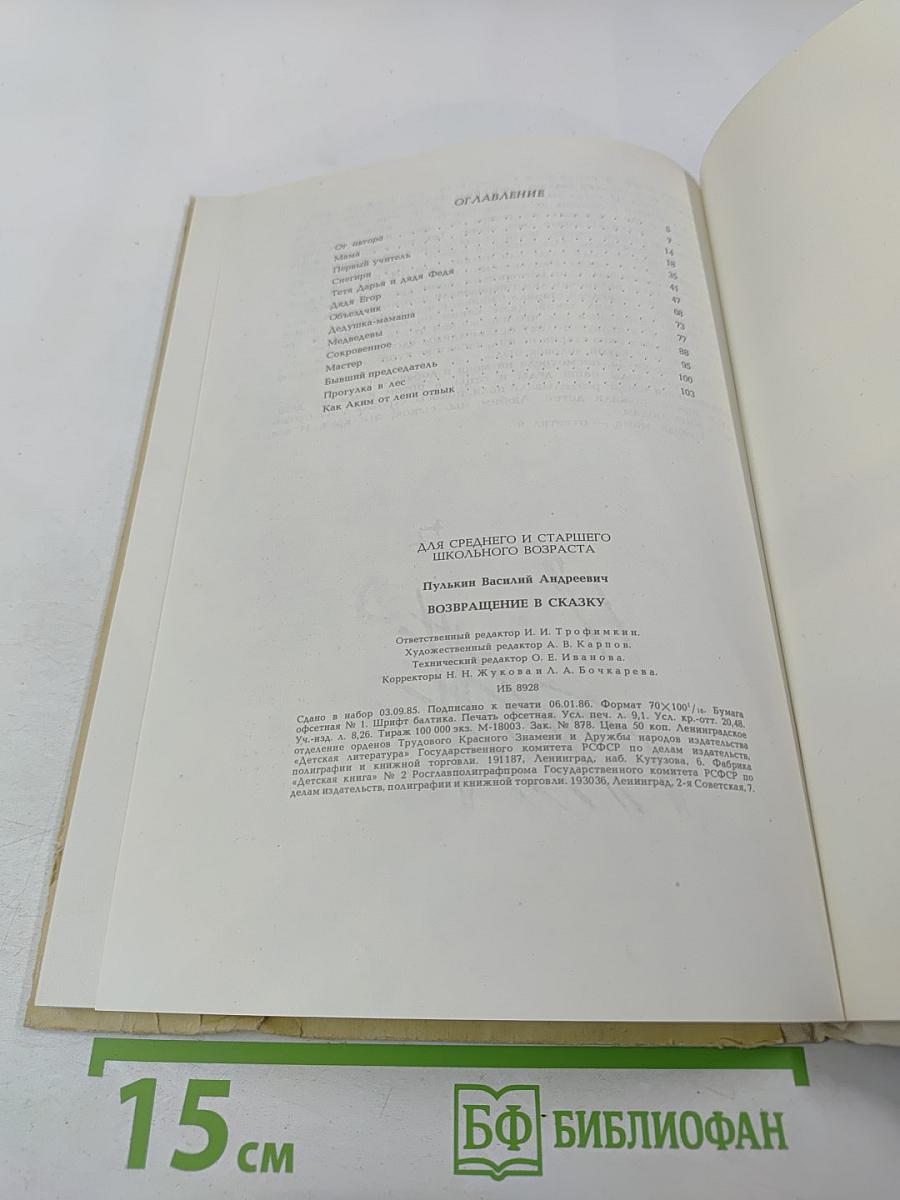 ОГЛАВЛЕНИЕ
От автора . . . 5
Мама . . . 7
Первый учитель . . . 14
Снегири . . . 18
Тетя Дарья и дядя Федя . . . 35
Дядя Егор . . . 41
Объездчик . . . 47
Дедушка-мамаша . . . 68
Медведевы . . . 73
Сокровенное . . . 77
Мастер . . . 88
Бывший председатель . . . 95
Прогулка в лес . . . 100
Как Аким от лени отвык . . . 103
ДЛЯ СРЕДНЕГО И СТАРШЕГО
ШКОЛЬНОГО ВОЗРАСТА
Пулькин Василий Андреевич
ВОЗВРАЩЕНИЕ В СКАЗКУ
Ответственный редактор И. И. Трофимкин.
Художественный редактор А. В. Карпов.
Технический редактор О. Е. Иванова.
Корректоры Н. Н. Жукова и Л. А. Бочкарева.
ИБ 8928
Сдано в набор 03.09.85. Подписано к печати 06.01.86. Формат 70×100 1/16. Бумага
офсетная № 1. Шрифт балтика. Печать офсетная. Усл. печ. л. 9,1. Усл. кр.-отт. 20,48.
Уч.-изд. л. 8,26. Тираж 100 000 экз. М-18003. Зак. № 878. Цена 50 коп. Ленинградское
отделение орденов Трудового Красного Знамени и Дружбы народов издательства
«Детская литература» Государственного комитета РСФСР по делам издательств,
полиграфии и книжной торговли. 191187, Ленинград, наб. Кутузова, 6. Фабрика
«Детская книга» № 2 Росглавполиграфпрома Государственного комитета РСФСР по
делам издательств, полиграфии и книжной торговли. 193036, Ленинград, 2-я Советская, 7.
15 см
БФ БИБЛИОФАН